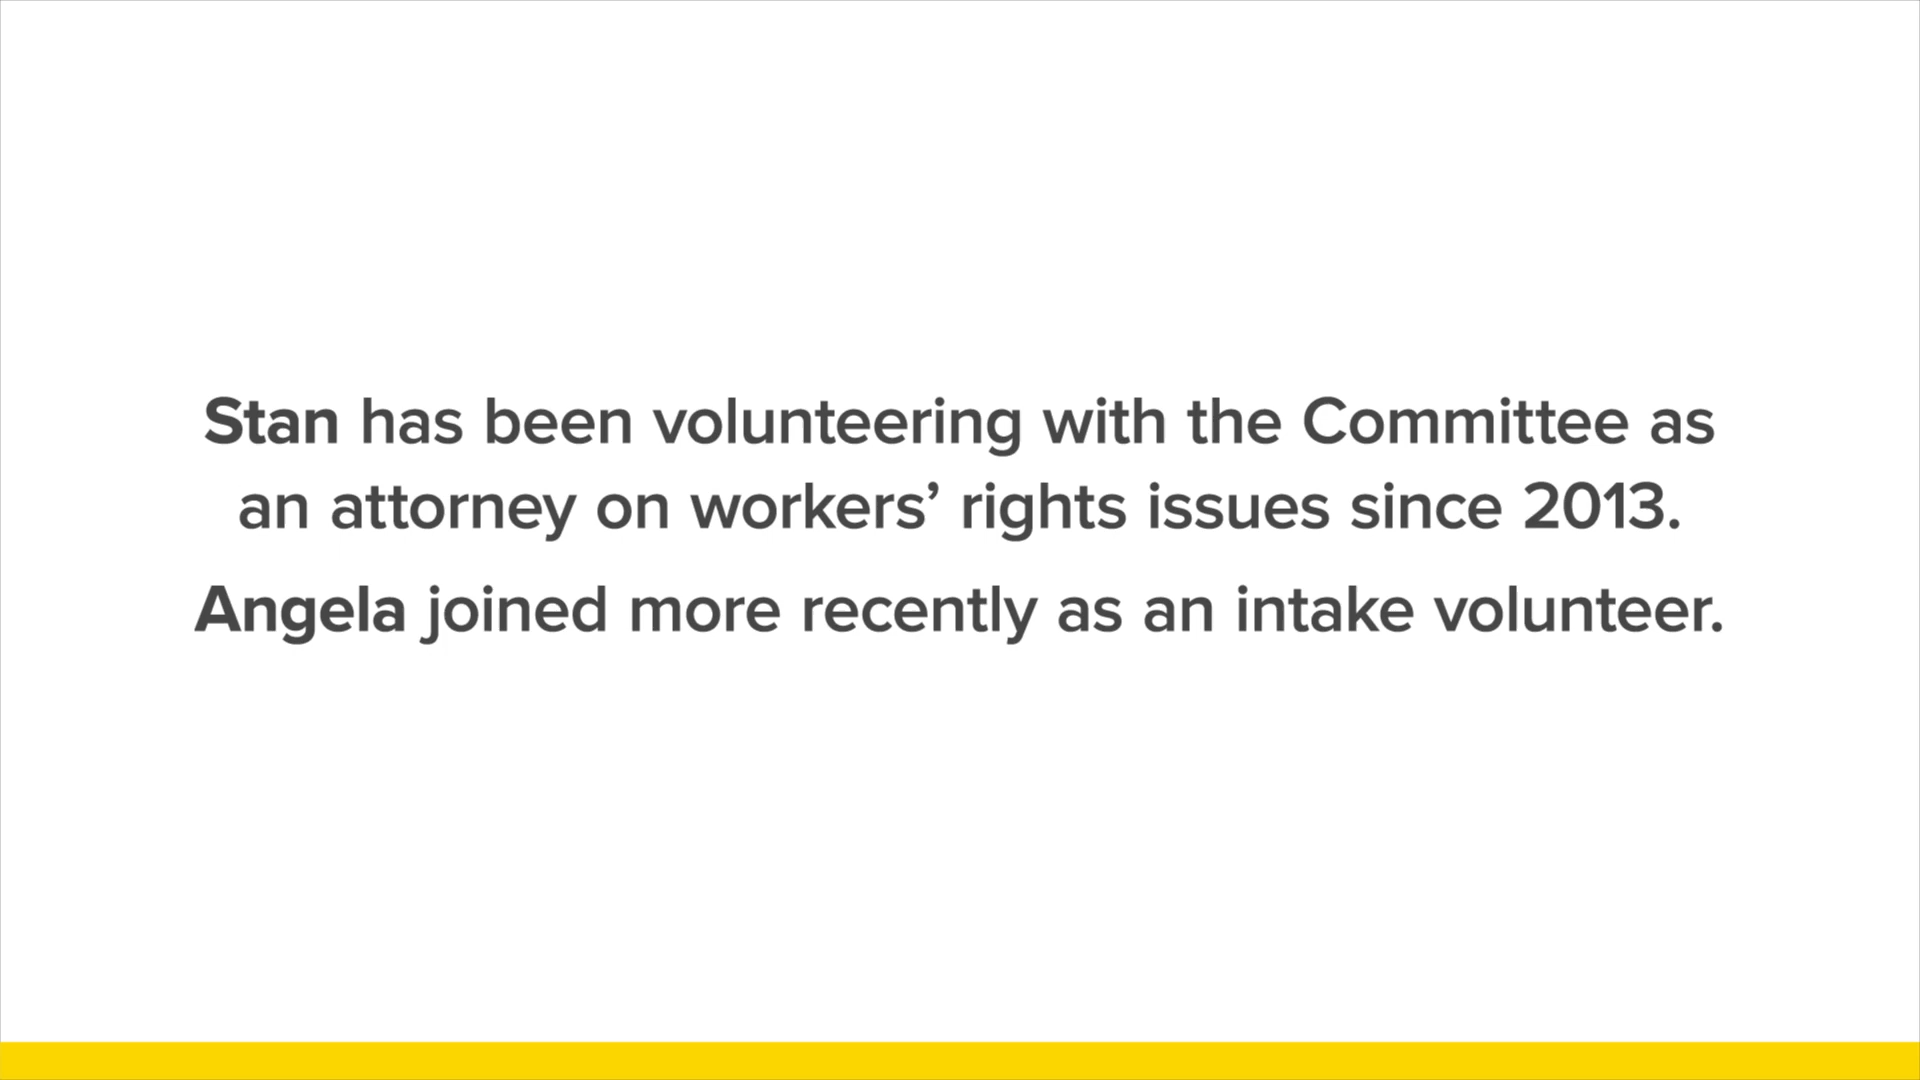 Stan has been volunteering with the Committee as
an attorney on workers’ rights issues since 2013.
Angela joined more recently as an intake volunteer.